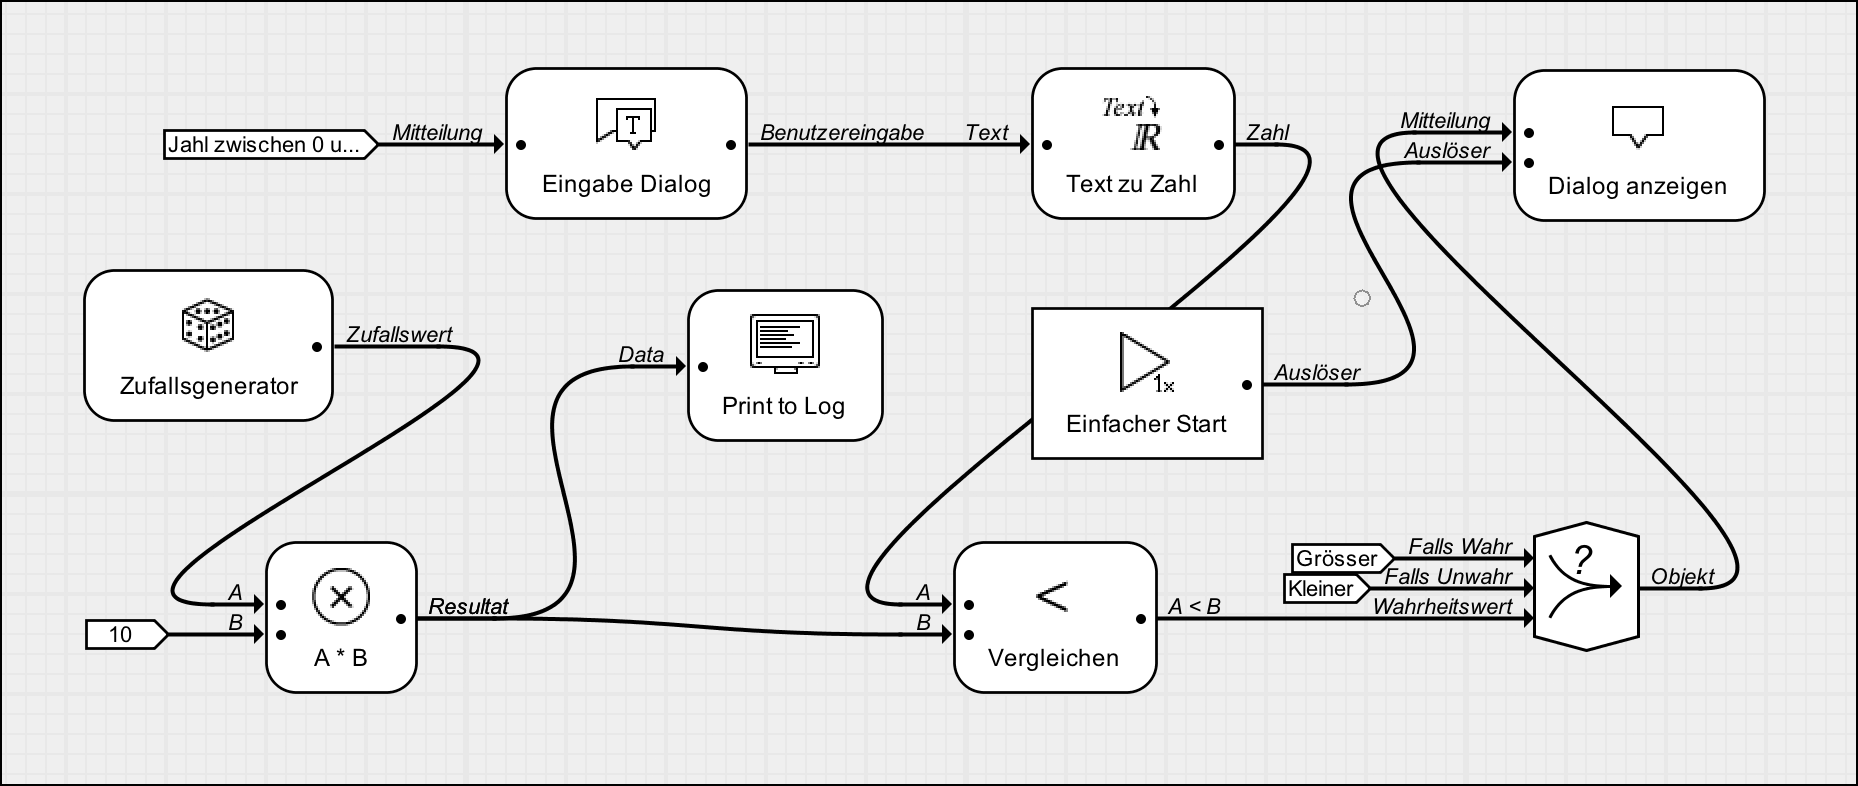 Jahl zwischen 0 u...
Mitteilung
T
Eingabe Dialog
Benutzereingabe
Text
Text
ℝ
Text zu Zahl
Zahl
Mitteilung
Auslöser
Dialog anzeigen
Zufallsgenerator
Zufallswert
Data
Print to Log
1x
Einfacher Start
Auslöser
A
B
10
A * B
Resultat
A
B
<
Vergleichen
A < B
Grösser
Falls Wahr
Kleiner
Falls Unwahr
Wahrheitswert
?
Objekt